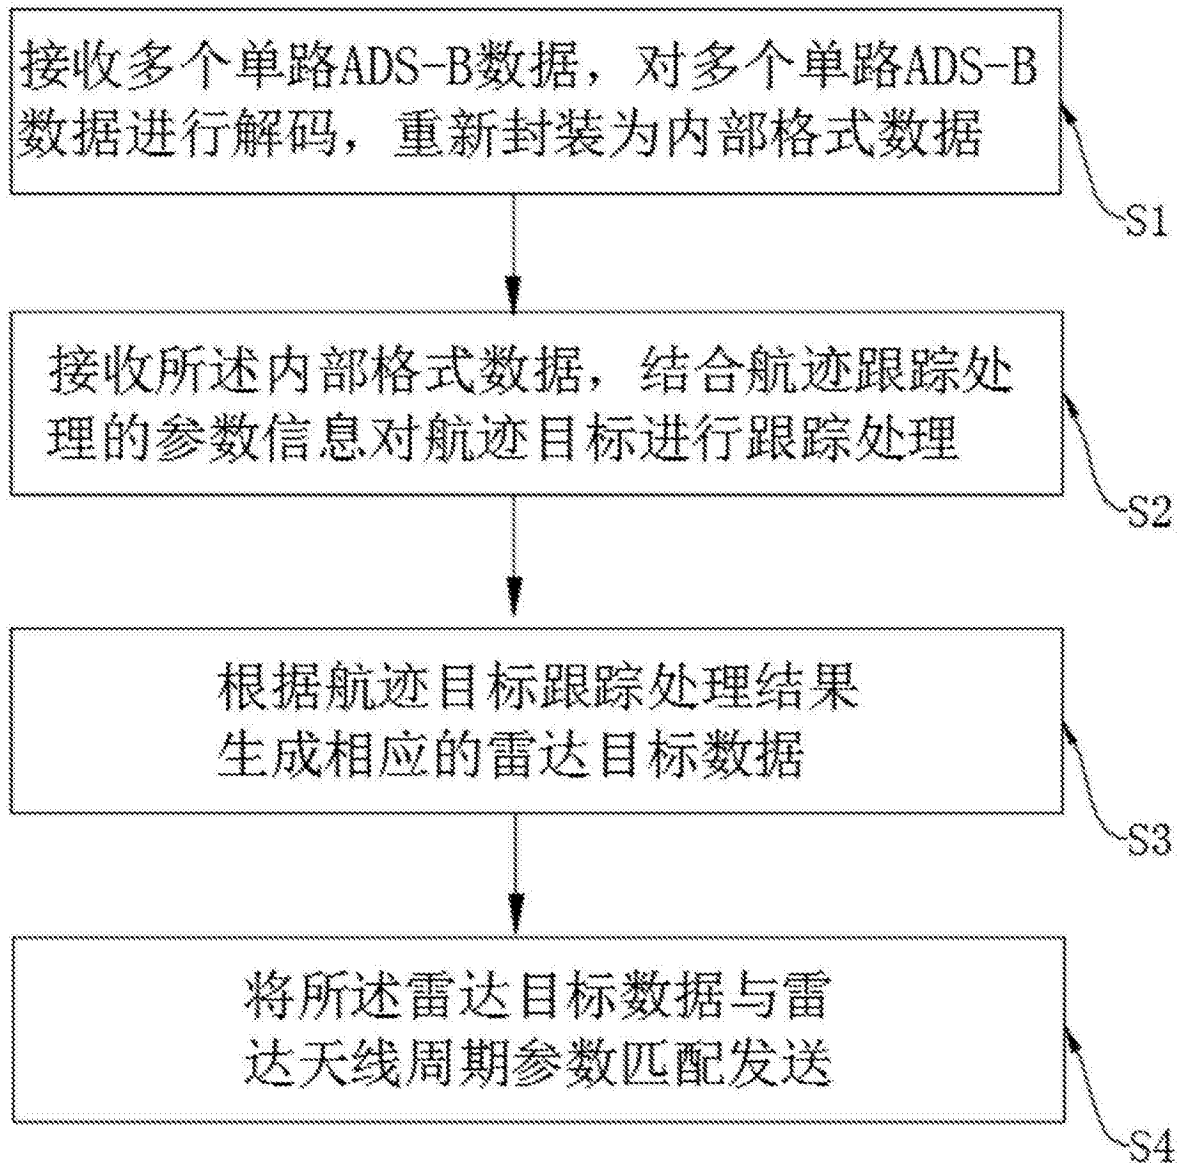 接收多个单路ADS-B数据，对多个单路ADS-B
数据进行解码，重新封装为内部格式数据
S1
接收所述内部格式数据，结合航迹跟踪处
理的参数信息对航迹目标进行跟踪处理
S2
根据航迹目标跟踪处理结果
生成相应的雷达目标数据
S3
将所述雷达目标数据与雷
达天线周期参数匹配发送
S4